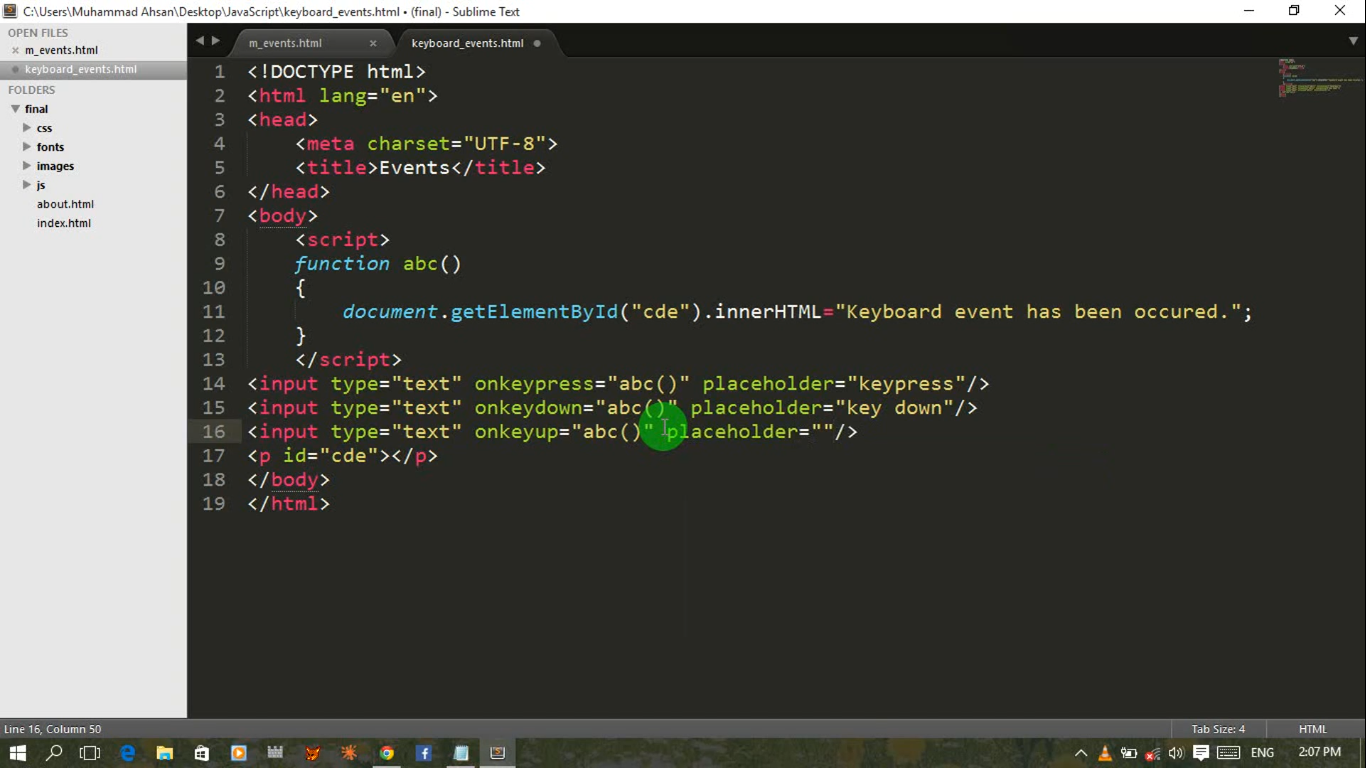 C:\Users\Muhammad Ahsan\Desktop\JavaScript\keyboard_events.html • (final) - Sublime Text
OPEN FILES
m_events.html
keyboard_events.html
FOLDERS
final
css
fonts
images
js
about.html
index.html
m_events.html
keyboard_events.html
1 <!DOCTYPE html>
2 <html lang="en">
3 <head>
4 <meta charset="UTF-8">
5 <title>Events</title>
6 </head>
7 <body>
8 <script>
9 function abc()
10 {
11 document.getElementById("cde").innerHTML="Keyboard event has been occured.";
12 }
13 </script>
14 <input type="text" onkeypress="abc()" placeholder="keypress"/>
15 <input type="text" onkeydown="abc()" placeholder="key down"/>
16 <input type="text" onkeyup="abc()" placeholder=""/>
17 <p id="cde"></p>
18 </body>
19 </html>
Line 16, Column 50
Tab Size: 4
HTML
ENG
2:07 PM